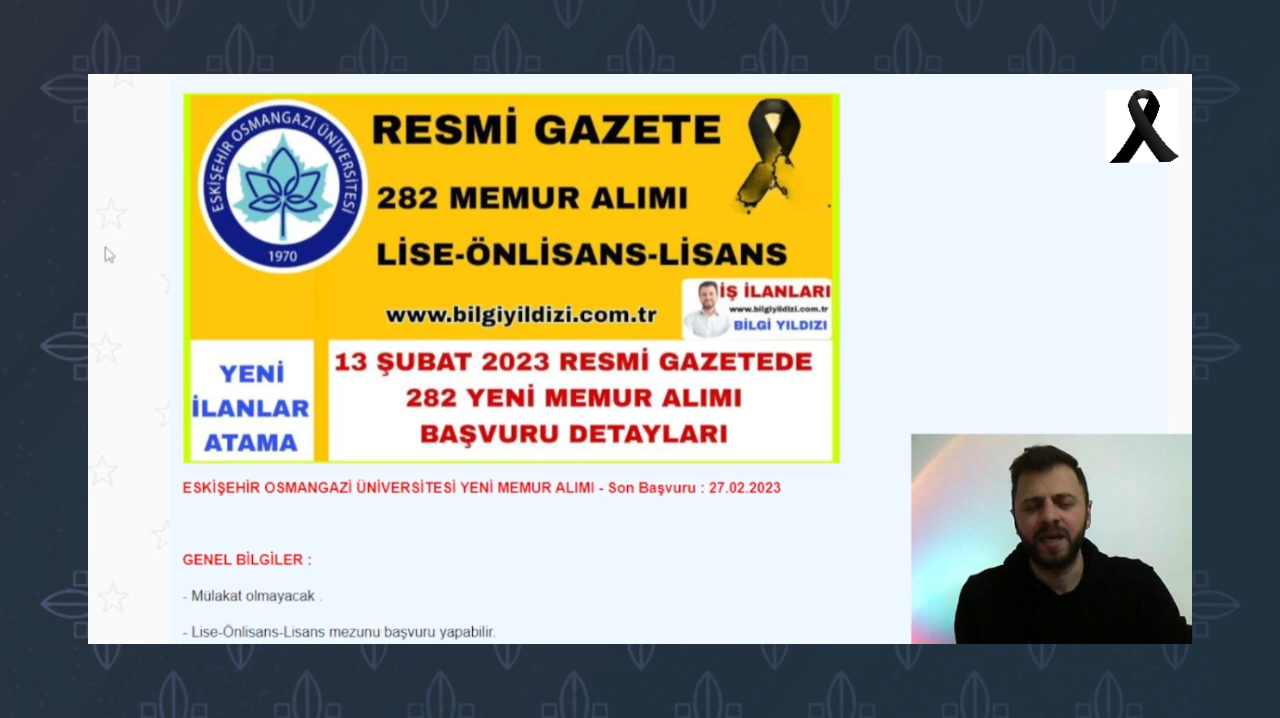 ESKİŞEHİR OSMANGAZİ ÜNİVERSİTESİ
1970
RESMİ GAZETE
282 MEMUR ALIMI
LİSE-ÖNLİSANS-LİSANS
www.bilgiyildizi.com.tr
İŞ İLANLARI
www.bilgiyildizi.com.tr
BİLGİ YILDIZI
YENİ
İLANLAR
ATAMA
13 ŞUBAT 2023 RESMİ GAZETEDE
282 YENİ MEMUR ALIMI
BAŞVURU DETAYLARI
ESKİŞEHİR OSMANGAZİ ÜNİVERSİTESİ YENİ MEMUR ALIMI - Son Başvuru : 27.02.2023
GENEL BİLGİLER :
- Mülakat olmayacak .
- Lise-Önlisans-Lisans mezunu başvuru yapabilir.